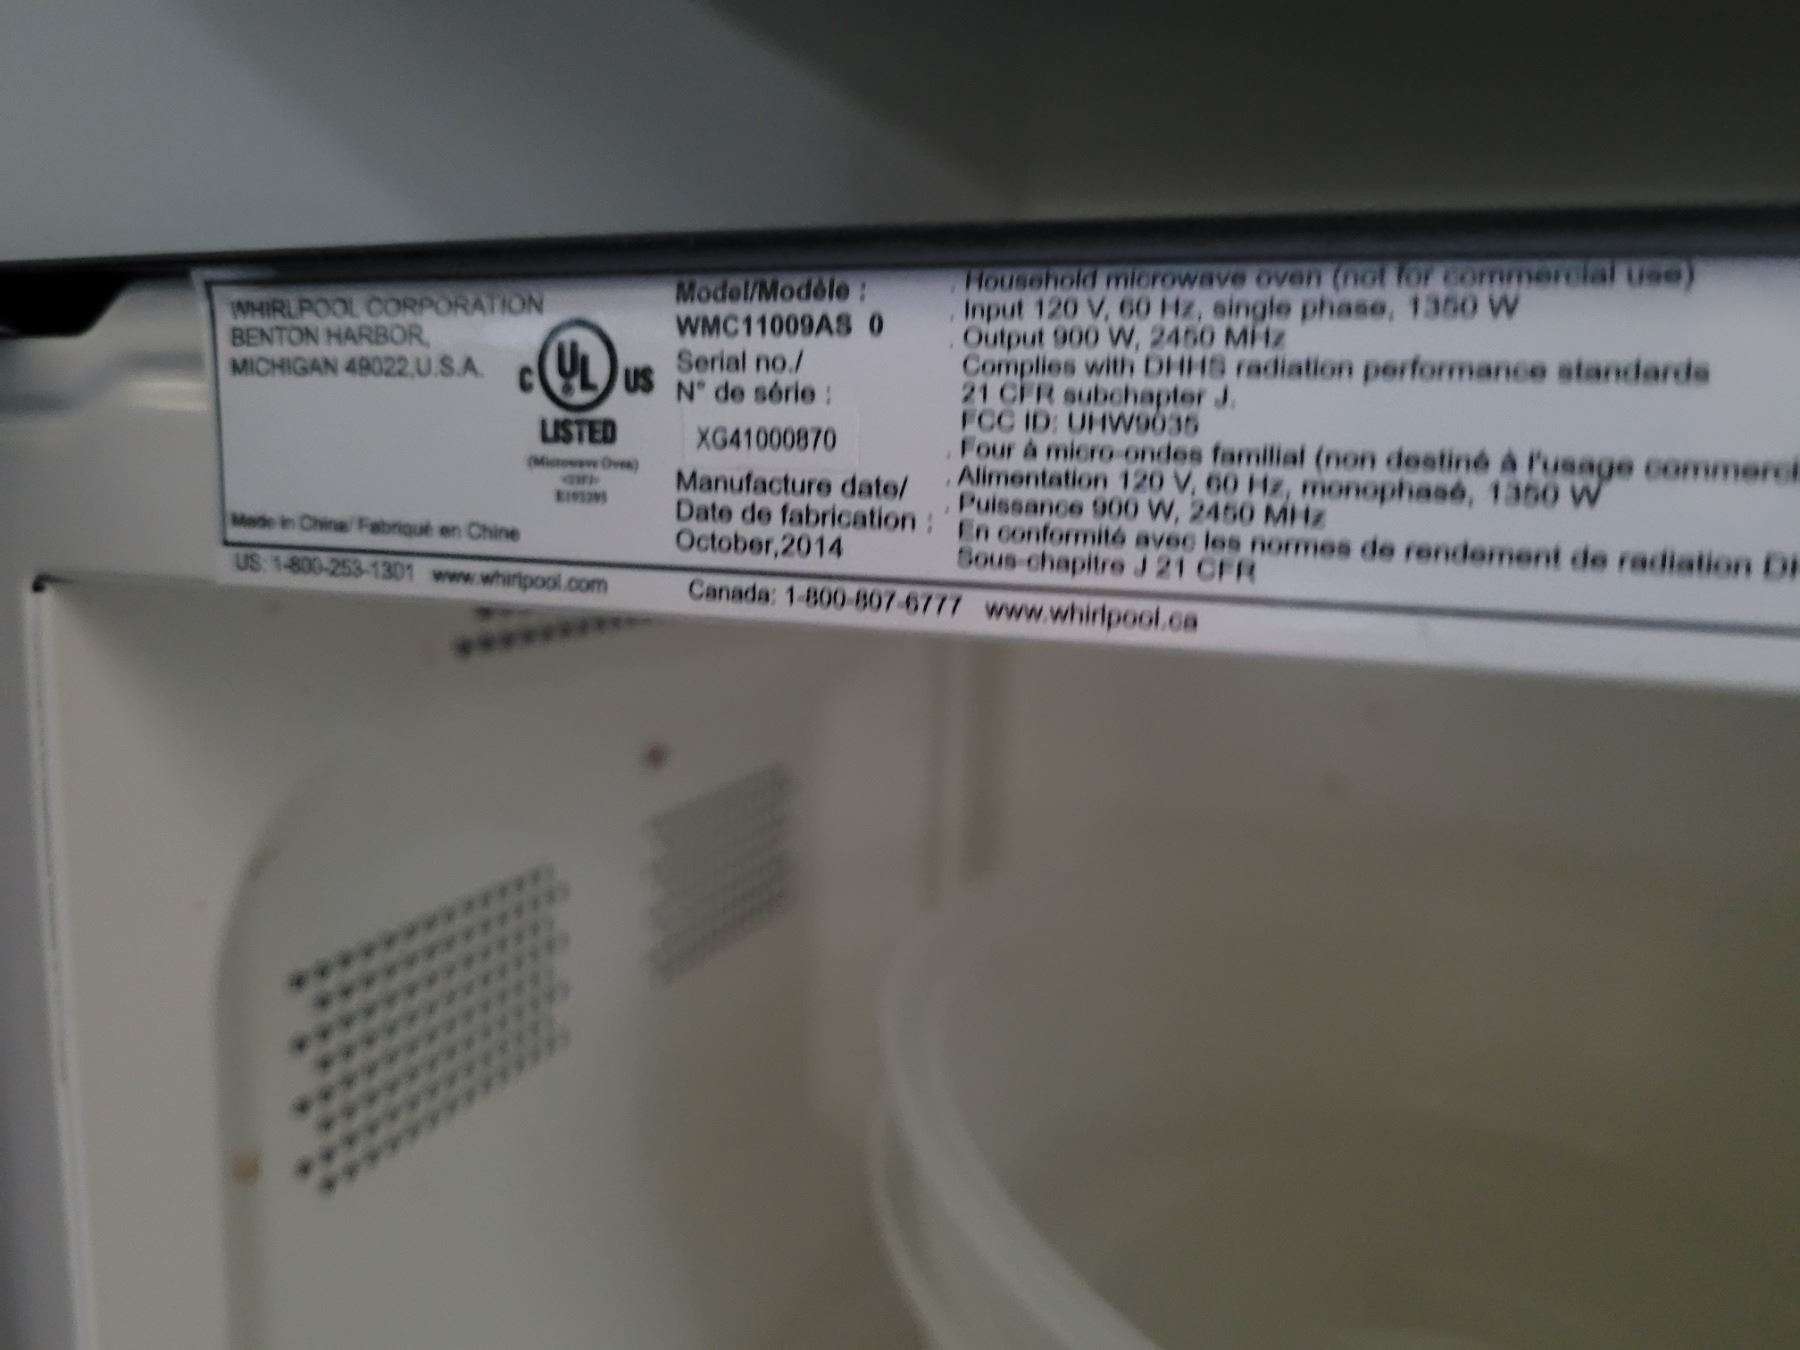 WHIRLPOOL CORPORATION
BENTON HARBOR,
MICHIGAN 49022,U.S.A.
C UL US
LISTED
(Microwave Oven)
E193295
Made in China/ Fabriqué en Chine
Model/Modèle :
WMC11009AS 0
Serial no./
N° de série :
XG41000870
Manufacture date/
Date de fabrication :
October,2014
. Household microwave oven (not for commercial use)
. Input 120 V, 60 Hz, single phase, 1350 W
. Output 900 W, 2450 MHz
Complies with DHHS radiation performance standards
21 CFR subchapter J.
FCC ID: UHW9035
. Four à micro-ondes familial (non destiné à l'usage commerci
. Alimentation 120 V, 60 Hz, monophasé, 1350 W
. Puissance 900 W, 2450 MHz
En conformité avec les normes de rendement de radiation DH
Sous-chapitre J 21 CFR
US: 1-800-253-1301 www.whirlpool.com Canada: 1-800-807-6777 www.whirlpool.ca